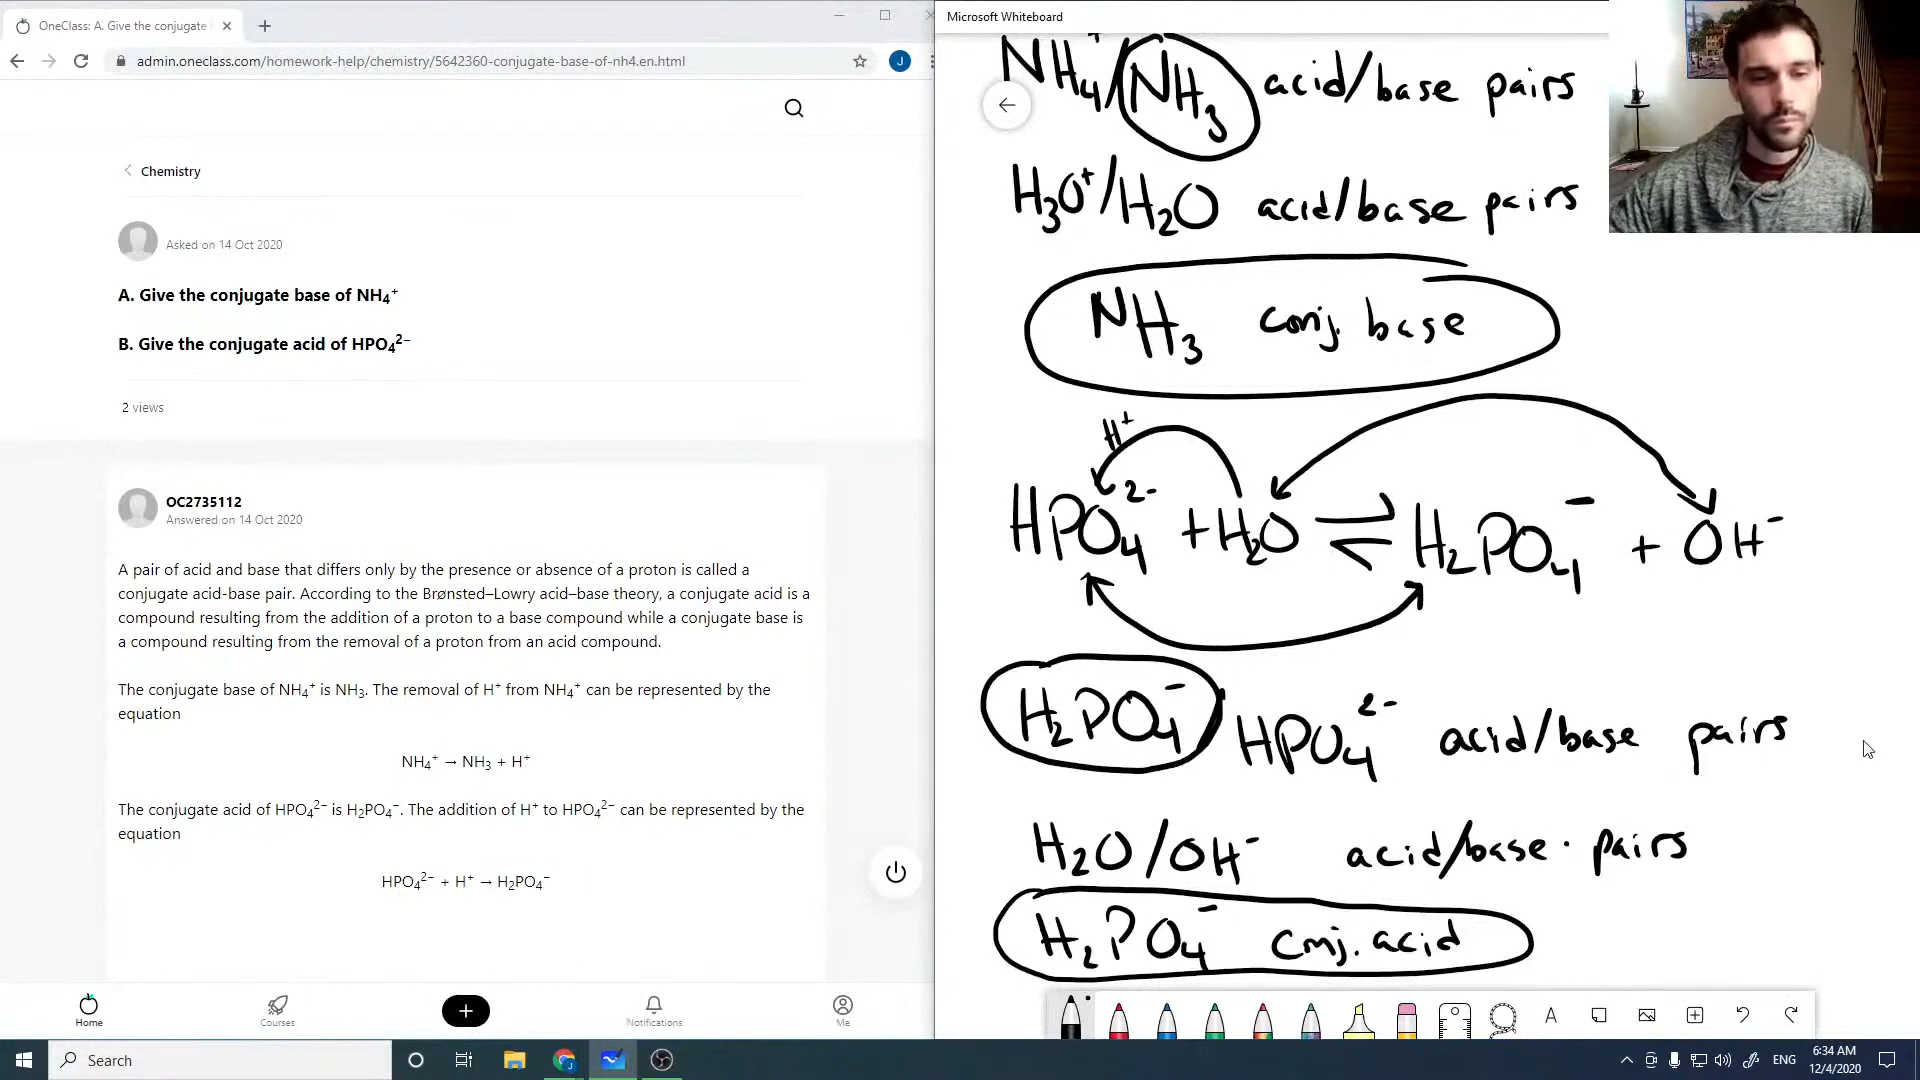 OneClass: A. Give the conjugate
admin.oneclass.com/homework-help/chemistry/5642360-conjugate-base-of-nh4.en.html
J
Chemistry
Asked on 14 Oct 2020
A. Give the conjugate base of NH₄⁺
B. Give the conjugate acid of HPO₄²⁻
2 views
OC2735112
Answered on 14 Oct 2020
A pair of acid and base that differs only by the presence or absence of a proton is called a
conjugate acid-base pair. According to the Brønsted–Lowry acid–base theory, a conjugate acid is a
compound resulting from the addition of a proton to a base compound while a conjugate base is
a compound resulting from the removal of a proton from an acid compound.
The conjugate base of NH₄⁺ is NH₃. The removal of H⁺ from NH₄⁺ can be represented by the
equation
NH₄⁺ → NH₃ + H⁺
The conjugate acid of HPO₄²⁻ is H₂PO₄⁻. The addition of H⁺ to HPO₄²⁻ can be represented by the
equation
HPO₄²⁻ + H⁺ → H₂PO₄⁻
Home
Courses
Notifications
Me
Microsoft Whiteboard
NH₄⁺/NH₃ acid/base pairs
H₃O⁺/H₂O acid/base pairs
NH₃ conj. base
H⁺
HPO₄²⁻ + H₂O ⇌ H₂PO₄⁻ + OH⁻
H₂PO₄⁻ HPO₄²⁻ acid/base pairs
H₂O/OH⁻ acid/base · pairs
H₂PO₄⁻ conj. acid
A
Search
J
ENG
6:34 AM
12/4/2020